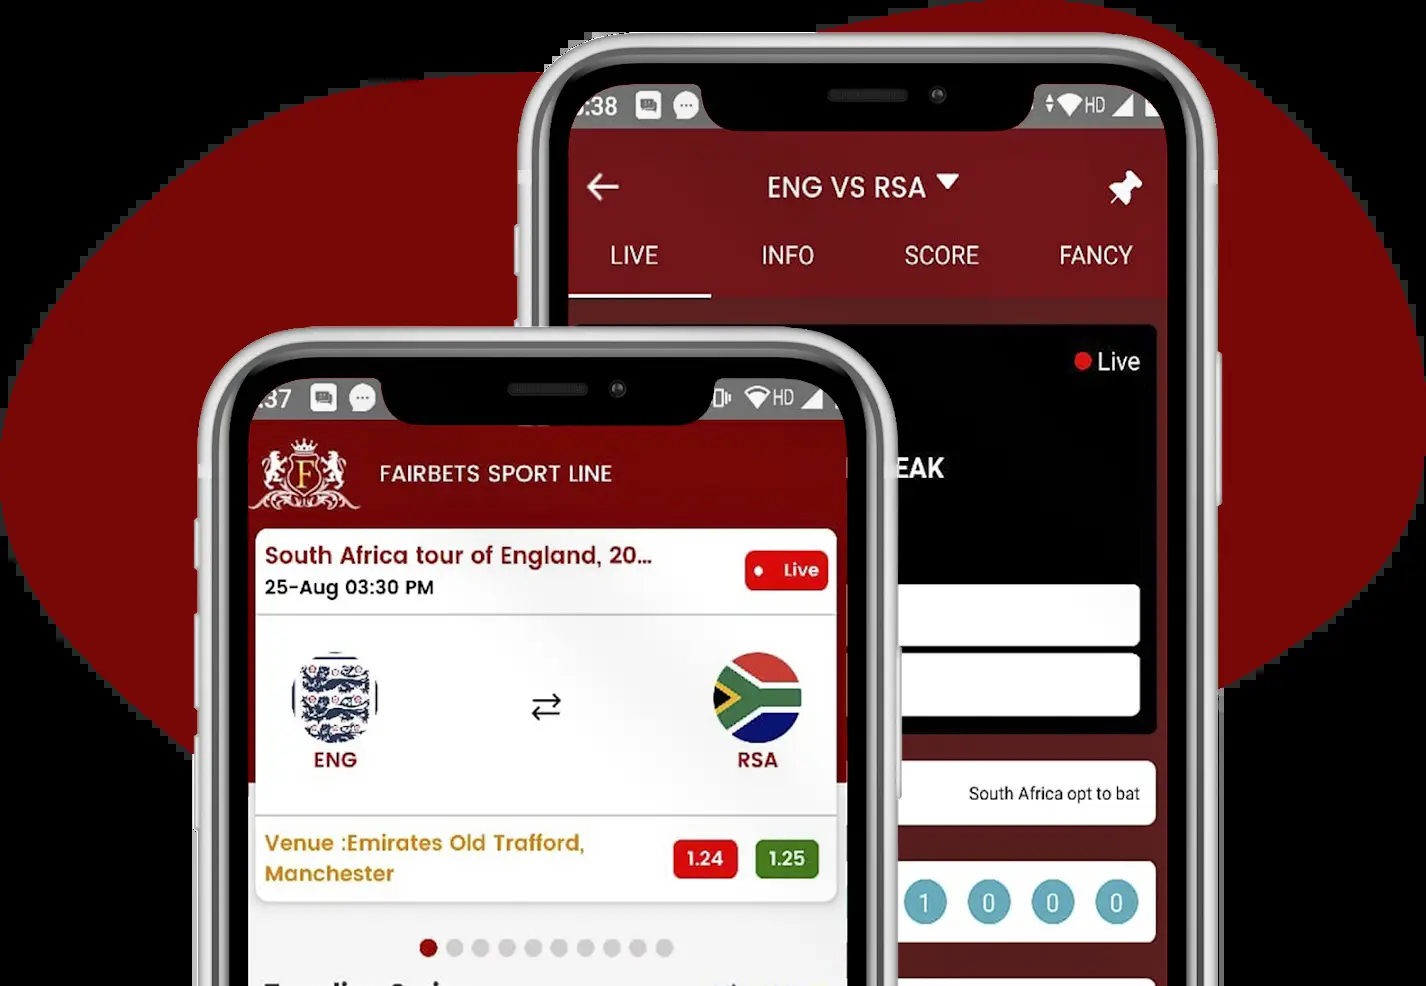 :38
HD
ENG VS RSA
LIVE INFO SCORE FANCY
Live
EAK
South Africa opt to bat
1 0 0 0
:37
HD
F
FAIRBETS SPORT LINE
South Africa tour of England, 20...
25-Aug 03:30 PM
Live
ENG
RSA
Venue :Emirates Old Trafford,
Manchester
1.24 1.25